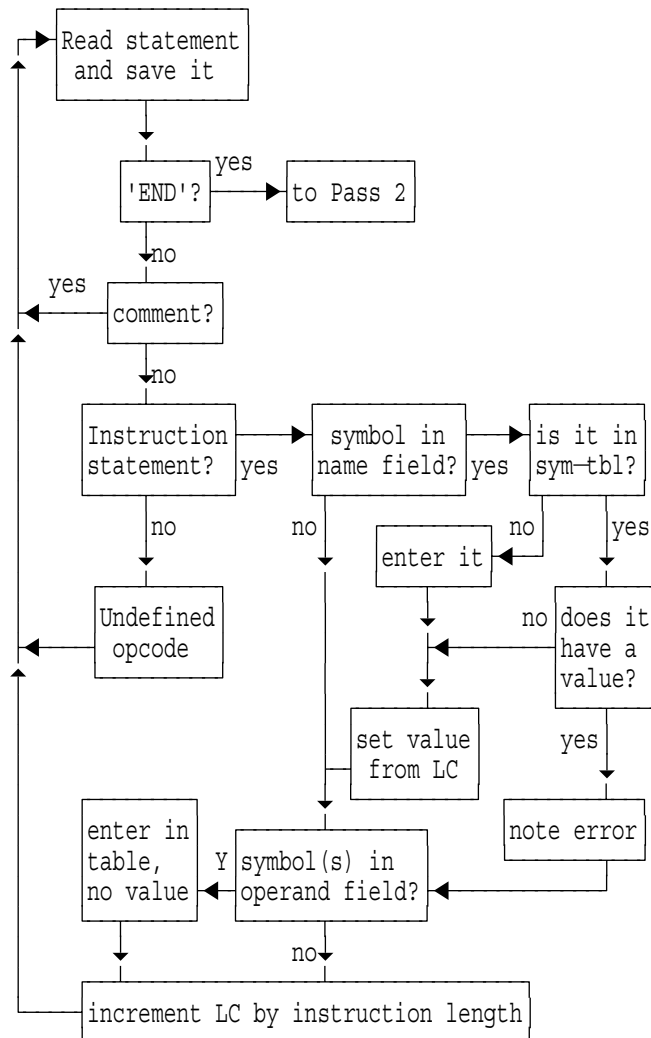 Read statement
and save it
yes
'END'?
to Pass 2
no
yes
comment?
no
Instruction
statement?
yes
symbol in
name field?
yes
is it in
sym-tbl?
no
no
no
yes
enter it
Undefined
opcode
no
does it
have a
value?
set value
from LC
yes
enter in
table,
no value
Y
symbol(s) in
operand field?
note error
no
increment LC by instruction length